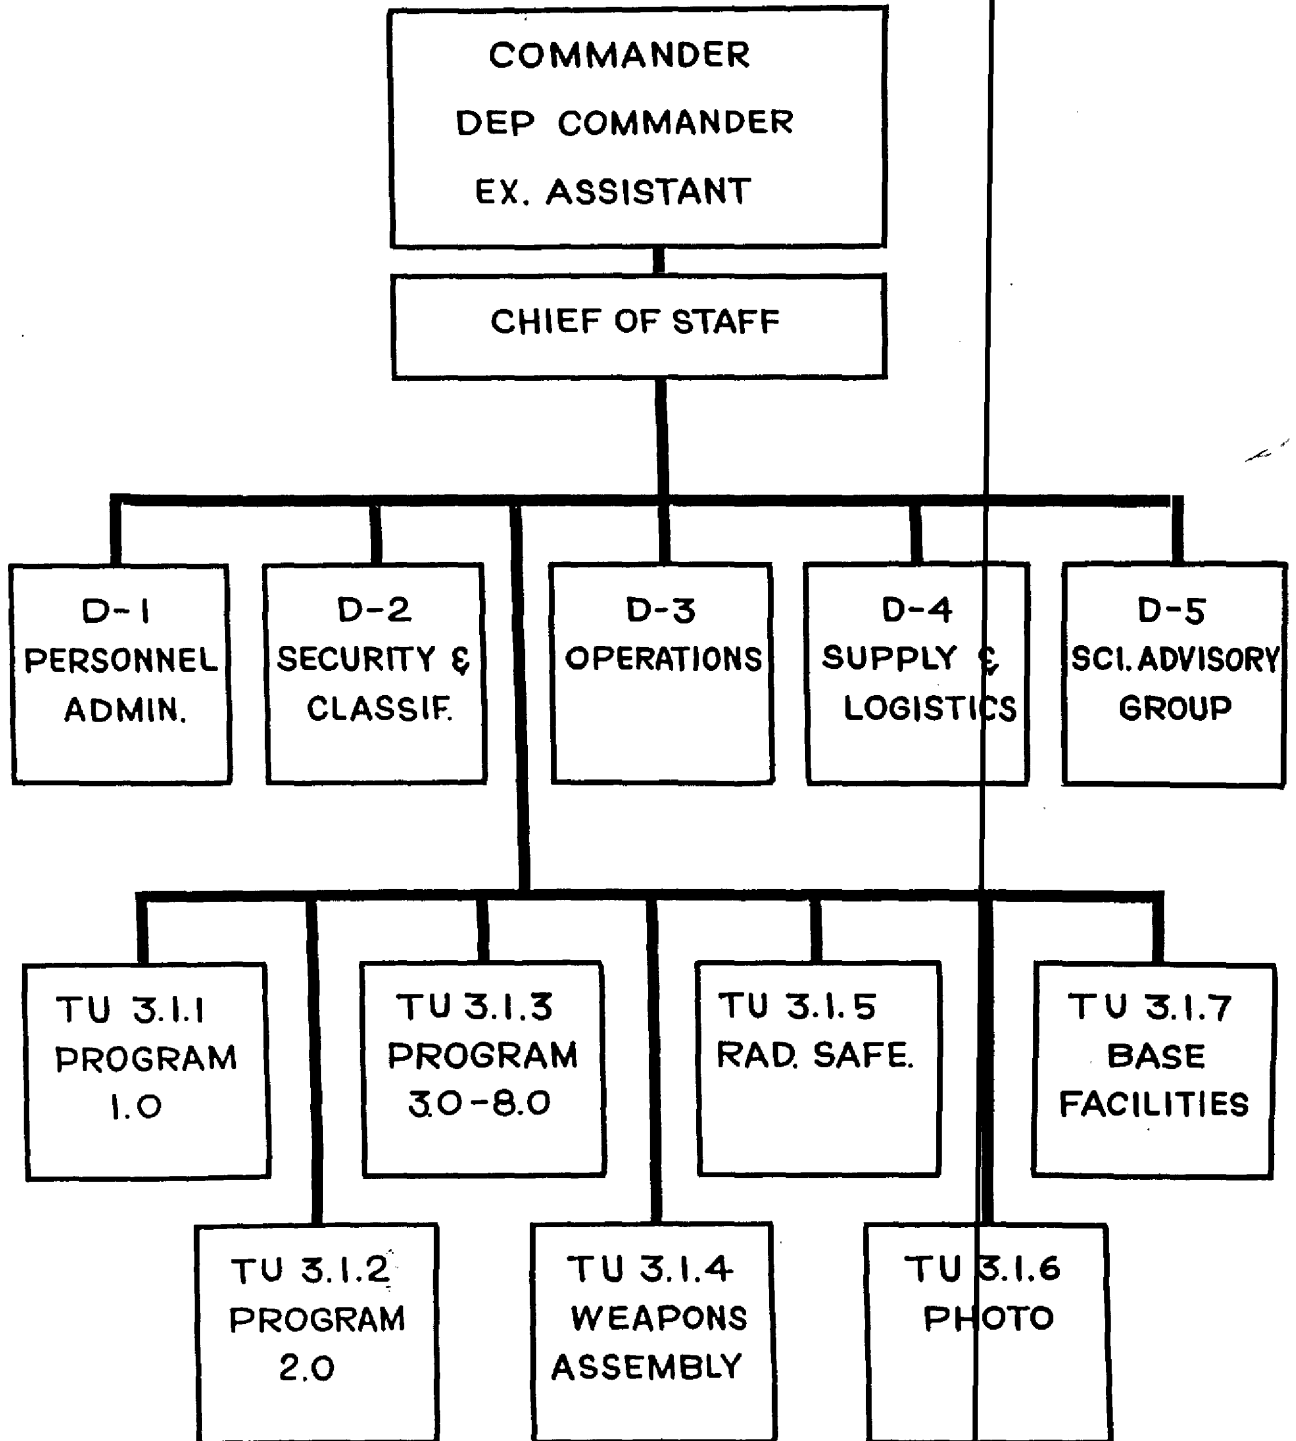 COMMANDER
DEP COMMANDER
EX. ASSISTANT
CHIEF OF STAFF
D-1
PERSONNEL
ADMIN.
D-2
SECURITY &
CLASSIF.
D-3
OPERATIONS
D-4
SUPPLY &
LOGISTICS
D-5
SCI. ADVISORY
GROUP
TU 3.1.1
PROGRAM
1.0
TU 3.1.3
PROGRAM
3.0-8.0
TU 3.1.5
RAD. SAFE.
TU 3.1.7
BASE
FACILITIES
TU 3.1.2
PROGRAM
2.0
TU 3.1.4
WEAPONS
ASSEMBLY
TU 3.1.6
PHOTO